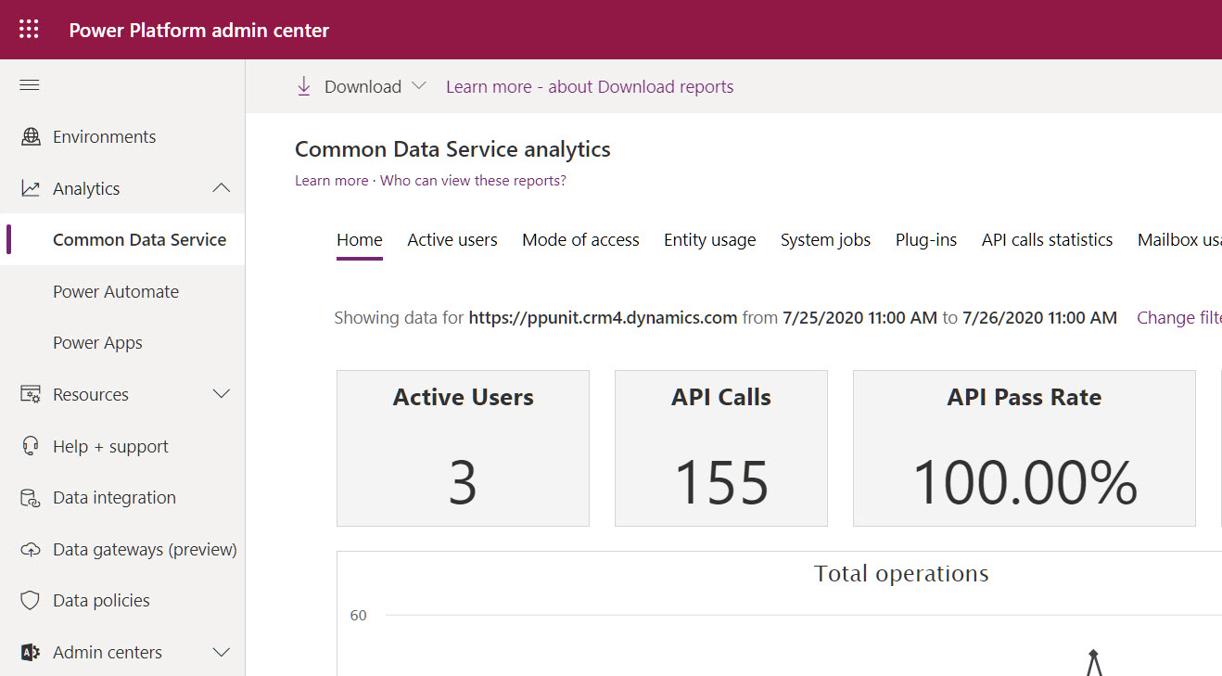 Power Platform admin center
Download
Learn more - about Download reports
Environments
Analytics
Common Data Service
Power Automate
Power Apps
Resources
Help + support
Data integration
Data gateways (preview)
Data policies
Admin centers
Common Data Service analytics
Learn more · Who can view these reports?
Home Active users Mode of access Entity usage System jobs Plug-ins API calls statistics Mailbox usa
Showing data for https://ppunit.crm4.dynamics.com from 7/25/2020 11:00 AM to 7/26/2020 11:00 AM Change filte
Active Users
3
API Calls
155
API Pass Rate
100.00%
Total operations
60